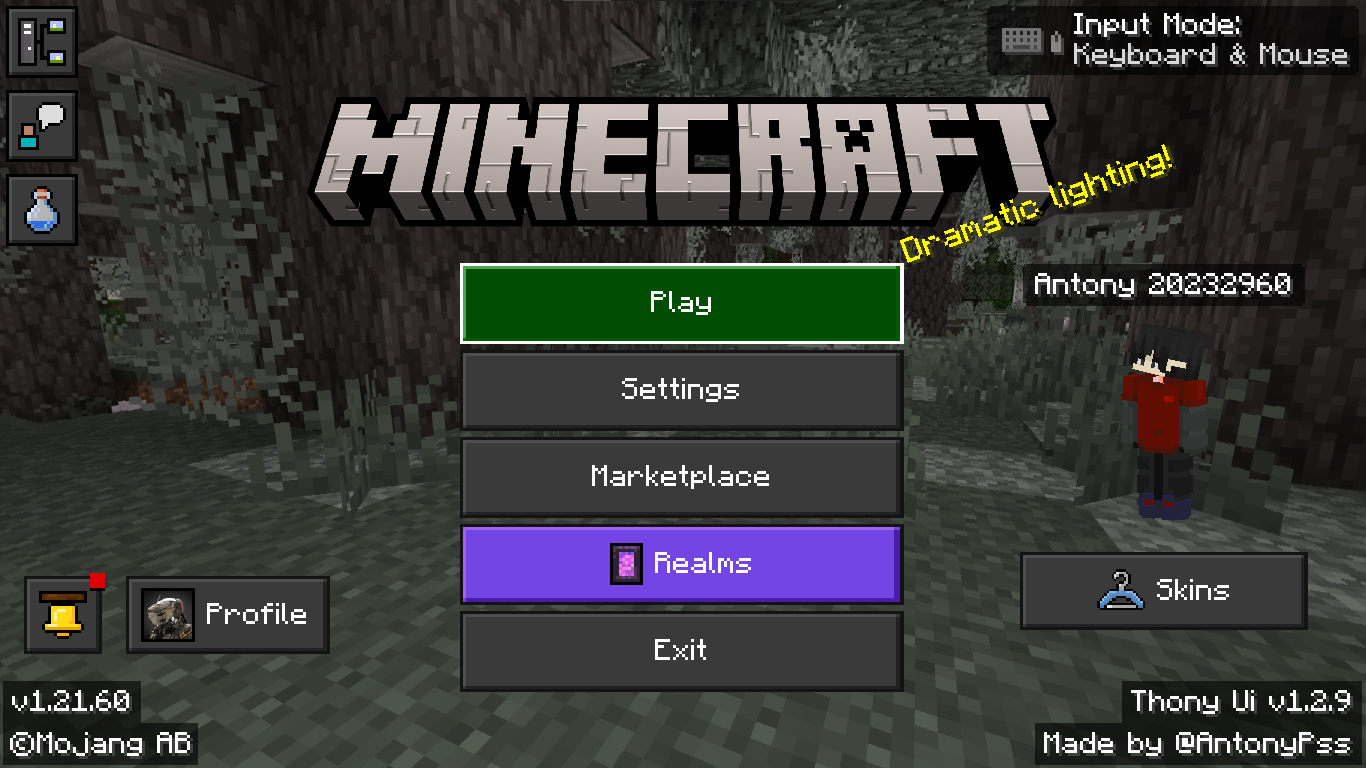 Input Mode:
Keyboard & Mouse
MINECRAFT
Dramatic lighting!
Play
Antony 20232960
Settings
Marketplace
Realms
Skins
Profile
Exit
v1.21.60
©Mojang AB
Thony Ui v1.2.9
Made by @AntonyPss